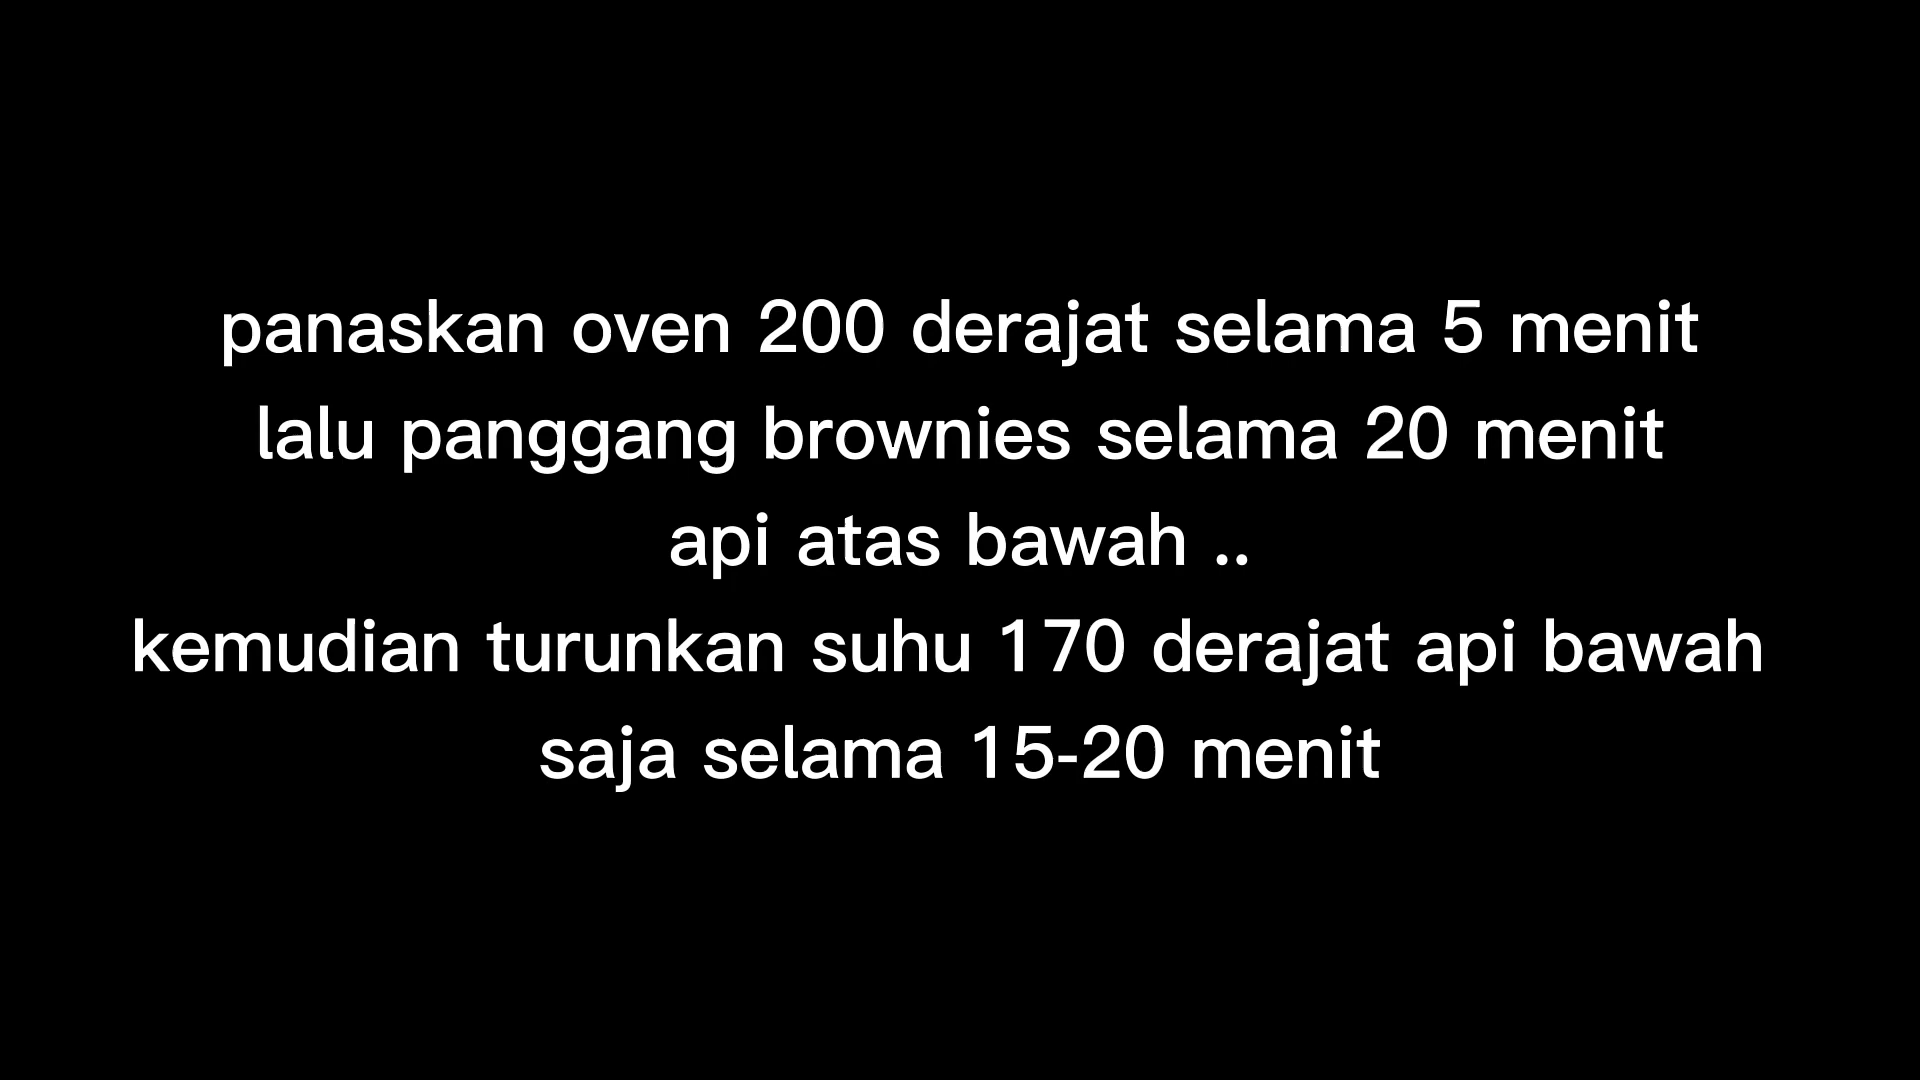 panaskan oven 200 derajat selama 5 menit
lalu panggang brownies selama 20 menit
api atas bawah ..
kemudian turunkan suhu 170 derajat api bawah
saja selama 15-20 menit